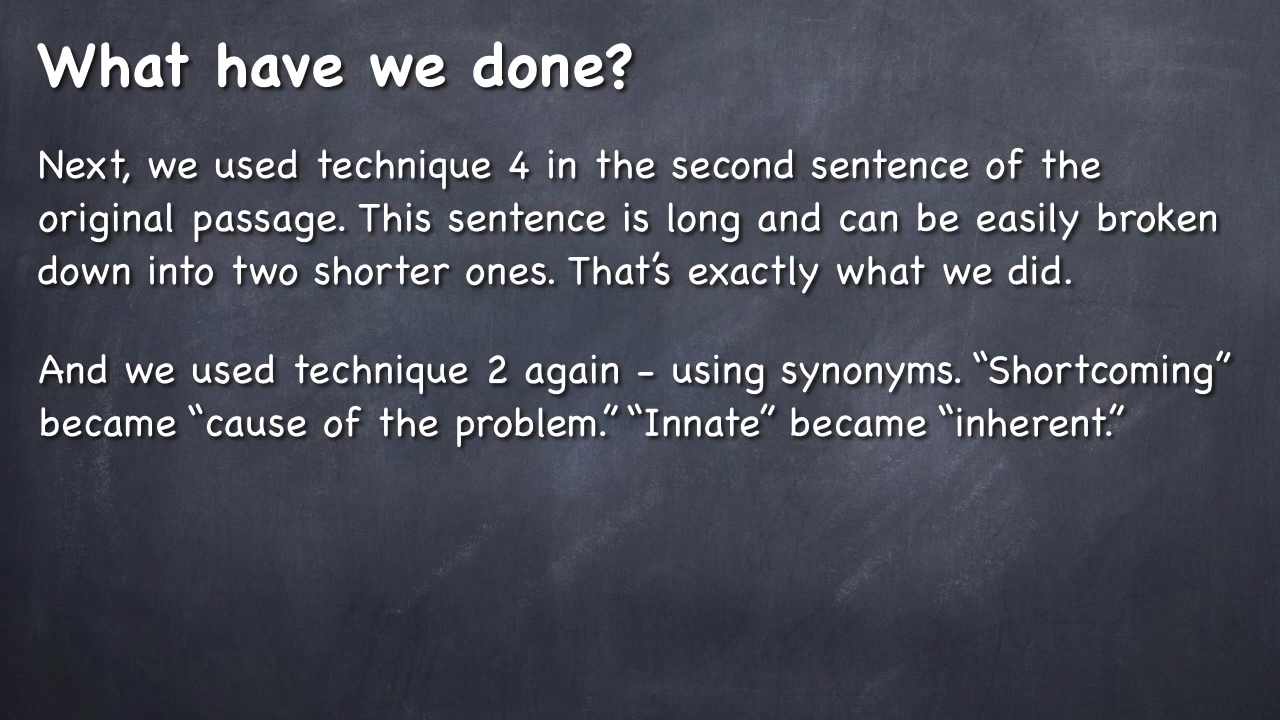 What have we done?
Next, we used technique 4 in the second sentence of the
original passage. This sentence is long and can be easily broken
down into two shorter ones. That’s exactly what we did.
And we used technique 2 again – using synonyms. “Shortcoming”
became “cause of the problem.” “Innate” became “inherent.”